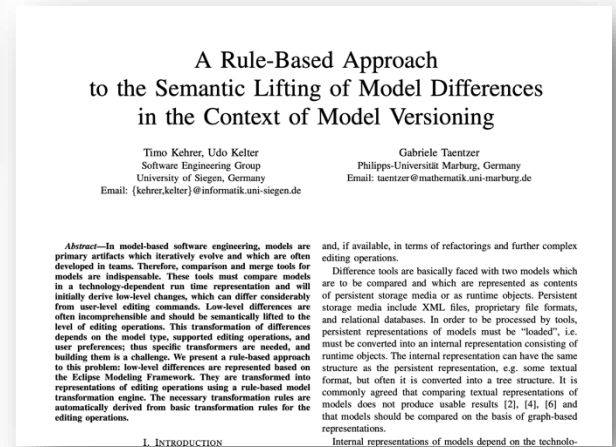 A Rule-Based Approach
to the Semantic Lifting of Model Differences
in the Context of Model Versioning
Timo Kehrer, Udo Kelter
Software Engineering Group
University of Siegen, Germany
Email: {kehrer,kelter}@informatik.uni-siegen.de
Gabriele Taentzer
Philipps-Universität Marburg, Germany
Email: taentzer@mathematik.uni-marburg.de
Abstract—In model-based software engineering, models are
primary artifacts which iteratively evolve and which are often
developed in teams. Therefore, comparison and merge tools for
models are indispensable. These tools must compare models
in a technology-dependent run time representation and will
initially derive low-level changes, which can differ considerably
from user-level editing commands. Low-level differences are
often incomprehensible and should be semantically lifted to the
level of editing operations. This transformation of differences
depends on the model type, supported editing operations, and
user preferences; thus specific transformers are needed, and
building them is a challenge. We present a rule-based approach
to this problem: low-level differences are represented based on
the Eclipse Modeling Framework. They are transformed into
representations of editing operations using a rule-based model
transformation engine. The necessary transformation rules are
automatically derived from basic transformation rules for the
editing operations.
I. INTRODUCTION
and, if available, in terms of refactorings and further complex
editing operations.
Difference tools are basically faced with two models which
are to be compared and which are represented as contents
of persistent storage media or as runtime objects. Persistent
storage media include XML files, proprietary file formats,
and relational databases. In order to be processed by tools,
persistent representations of models must be “loaded”, i.e.
must be converted into an internal representation consisting of
runtime objects. The internal representation can have the same
structure as the persistent representation, e.g. some textual
format, but often it is converted into a tree structure. It is
commonly agreed that comparing textual representations of
models does not produce usable results [2], [4], [6] and
that models should be compared on the basis of graph-based
representations.
Internal representations of models depend on the technolo-